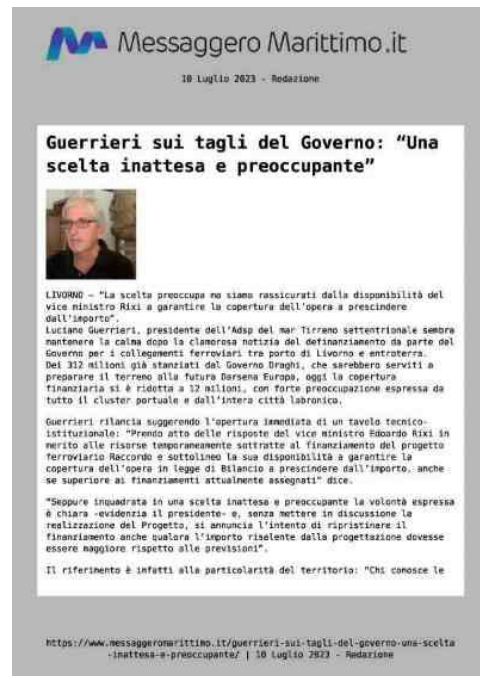 Messaggero Marittimo.it
10 Luglio 2023 - Redazione
Guerrieri sui tagli del Governo: “Una
scelta inattesa e preoccupante”
LIVORNO – “La scelta preoccupa ma siamo rassicurati dalla disponibilità del
vice ministro Rixi a garantire la copertura dell'opera a prescindere
dall'importo”.
Luciano Guerrieri, presidente dell'Adsp del mar Tirreno settentrionale sembra
mantenere la calma dopo la clamorosa notizia del definanziamento da parte del
Governo per i collegamenti ferroviari tra porto di Livorno e entroterra.
Dei 312 milioni già stanziati dal Governo Draghi, che sarebbero serviti a
preparare il terreno alla futura Darsena Europa, oggi la copertura
finanziaria si è ridotta a 12 milioni, con forte preoccupazione espressa da
tutto il cluster portuale e dall'intera città labronica.
Guerrieri rilancia suggerendo l'apertura immediata di un tavolo tecnico-
istituzionale: “Prendo atto delle risposte del vice ministro Edoardo Rixi in
merito alle risorse temporaneamente sottratte al finanziamento del progetto
ferroviario Raccordo e sottolineo la sua disponibilità a garantire la
copertura dell'opera in legge di Bilancio a prescindere dall'importo, anche
se superiore ai finanziamenti attualmente assegnati” dice.
“Seppure inquadrata in una scelta inattesa e preoccupante la volontà espressa
è chiara -evidenzia il presidente- e, senza mettere in discussione la
realizzazione del Progetto, si annuncia l'intento di ripristinare il
finanziamento anche qualora l'importo risalente dalla progettazione dovesse
essere maggiore rispetto alle previsioni”.
Il riferimento è infatti alla particolarità del territorio: “Chi conosce le
https://www.messaggeromarittimo.it/guerrieri-sui-tagli-del-governo-una-scelta
-inattesa-e-preoccupante/ | 10 Luglio 2023 - Redazione